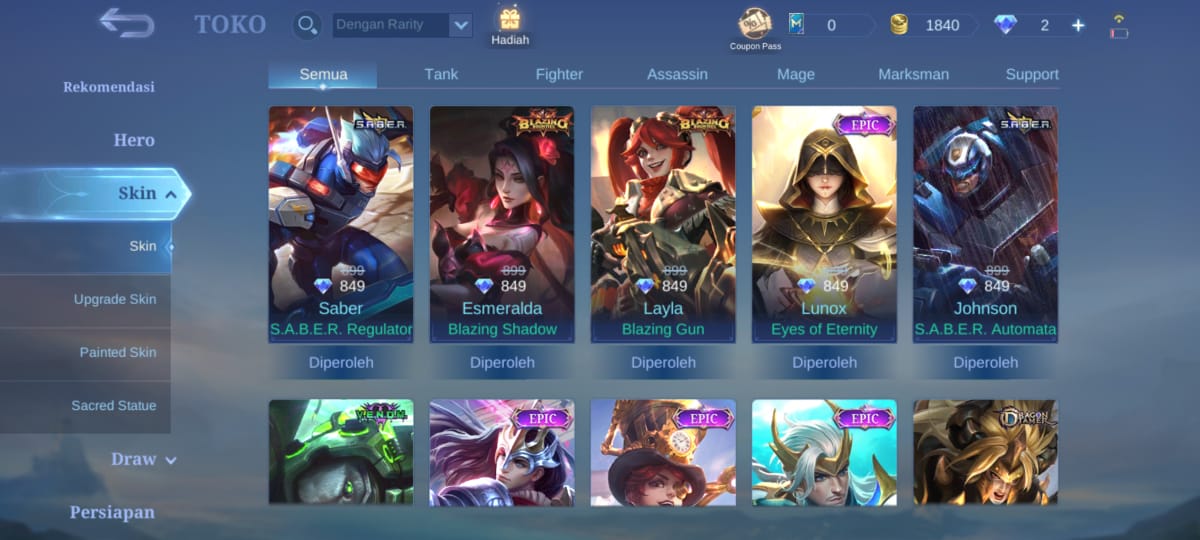 TOKO
Dengan Rarity
Hadiah
Coupon Pass
0
1840
2
+
Rekomendasi
Hero
Skin
Skin
Upgrade Skin
Painted Skin
Sacred Statue
Draw
Persiapan
Semua
Tank
Fighter
Assassin
Mage
Marksman
Support
S.A.B.E.R.
899
849
Saber
S.A.B.E.R. Regulator
Diperoleh
BLAZING
899
849
Esmeralda
Blazing Shadow
Diperoleh
BLAZING
899
849
Layla
Blazing Gun
Diperoleh
EPIC
849
Lunox
Eyes of Eternity
Diperoleh
S.A.B.E.R.
899
849
Johnson
S.A.B.E.R. Automata
Diperoleh
V.E.N.O.M.
EPIC
EPIC
EPIC
DRAGON
TAMER